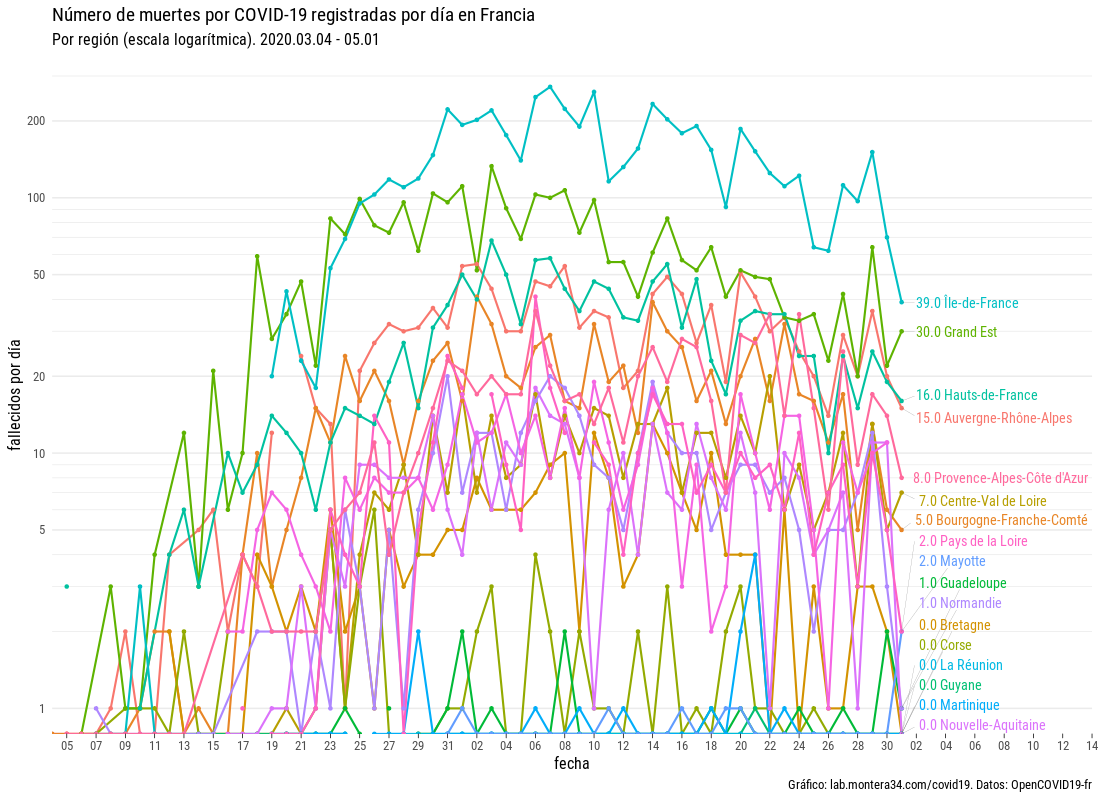 Número de muertes por COVID-19 registradas por día en Francia
Por región (escala logarítmica). 2020.03.04 - 05.01
fallecidos por día
200
100
50
20
10
5
1
39.0 Île-de-France
30.0 Grand Est
16.0 Hauts-de-France
15.0 Auvergne-Rhône-Alpes
8.0 Provence-Alpes-Côte d'Azur
7.0 Centre-Val de Loire
5.0 Bourgogne-Franche-Comté
2.0 Pays de la Loire
2.0 Mayotte
1.0 Guadeloupe
1.0 Normandie
0.0 Bretagne
0.0 Corse
0.0 La Réunion
0.0 Guyane
0.0 Martinique
0.0 Nouvelle-Aquitaine
05 07 09 11 13 15 17 19 21 23 25 27 29 31 02 04 06 08 10 12 14 16 18 20 22 24 26 28 30 02 04 06 08 10 12 14
fecha
Gráfico: lab.montera34.com/covid19. Datos: OpenCOVID19-fr